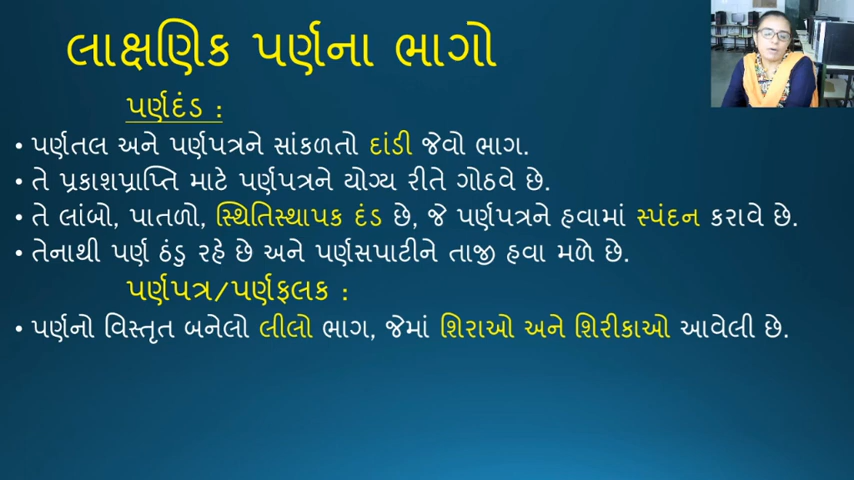 લાક્ષણિક પર્ણના ભાગો
પર્ણદંડ :
• પર્ણતલ અને પર્ણપત્રને સાંકળતો દાંડી જેવો ભાગ.
• તે પ્રકાશપ્રાપ્તિ માટે પર્ણપત્રને યોગ્ય રીતે ગોઠવે છે.
• તે લાંબો, પાતળો, સ્થિતિસ્થાપક દંડ છે, જે પર્ણપત્રને હવામાં સ્પંદન કરાવે છે.
• તેનાથી પર્ણ ઠંડુ રહે છે અને પર્ણસપાટીને તાજી હવા મળે છે.
પર્ણપત્ર/પર્ણફલક :
• પર્ણનો વિસ્તૃત બનેલો લીલો ભાગ, જેમાં શિરાઓ અને શિરીકાઓ આવેલી છે.